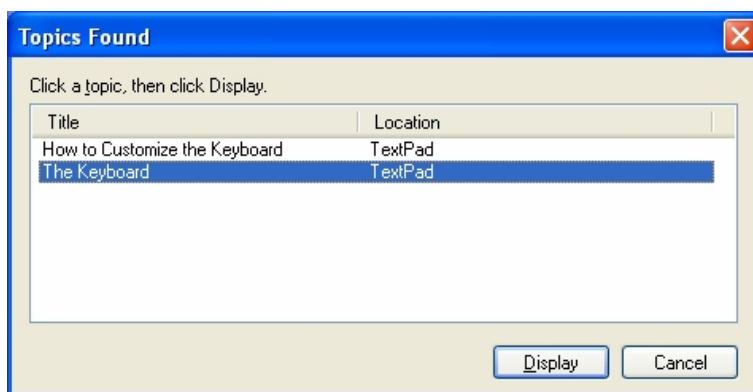 Topics Found
Click a topic, then click Display.
Title Location
How to Customize the Keyboard TextPad
The Keyboard TextPad
Display Cancel